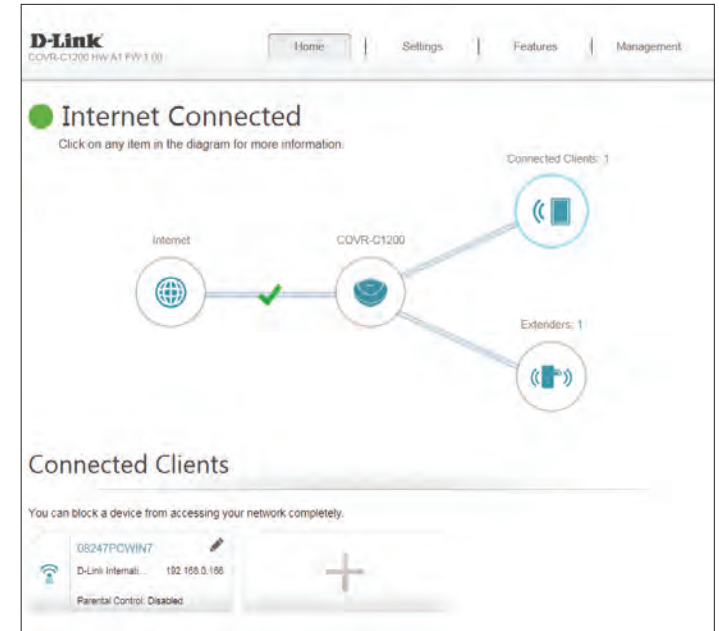 D-Link
COVR-C1200 HW:A1 FW:1.00
Home | Settings | Features | Management
Internet Connected
Click on any item in the diagram for more information.
Connected Clients: 1
Internet
COVR-C1200
Extenders: 1
Connected Clients
You can block a device from accessing your network completely.
08247PCWIN7
D-Link Internati... 192.168.0.166
Parental Control: Disabled